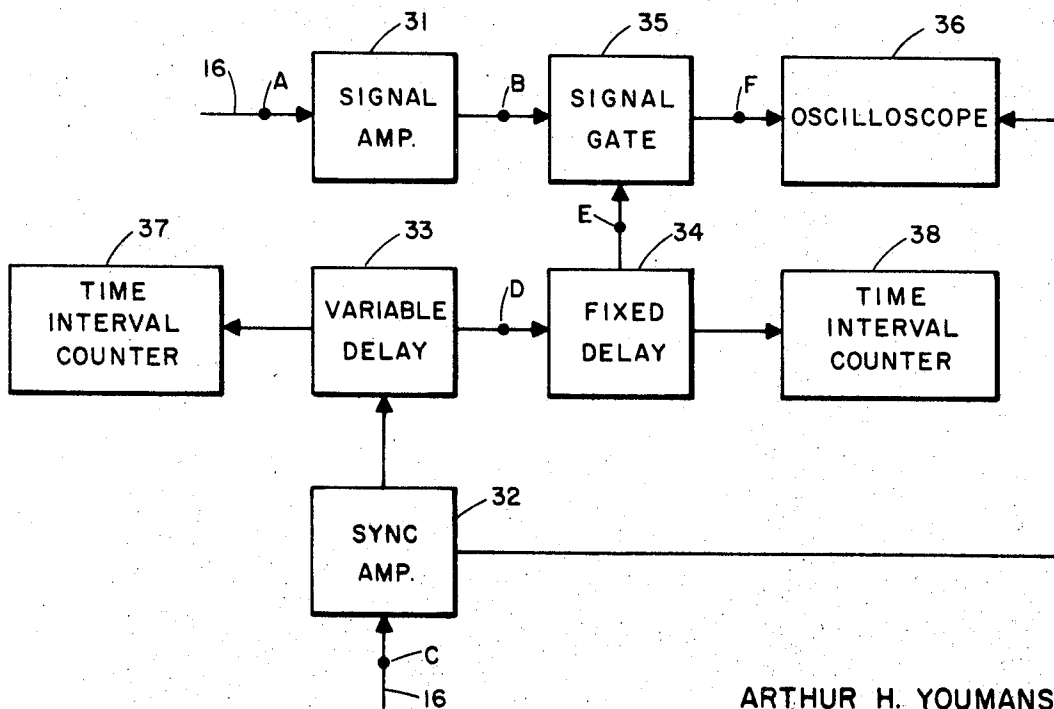 31
35
36
16
A
SIGNAL
AMP.
B
SIGNAL
GATE
F
OSCILLOSCOPE
E
37
33
34
38
TIME
INTERVAL
COUNTER
VARIABLE
DELAY
D
FIXED
DELAY
TIME
INTERVAL
COUNTER
32
SYNC
AMP.
C
16
ARTHUR H. YOUMANS